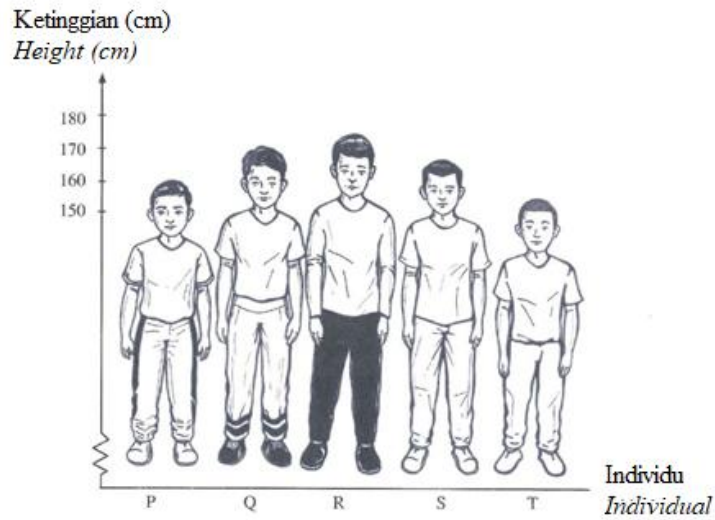 Ketinggian (cm)
Height (cm)
180
170
160
150
P Q R S T
Individu
Individual